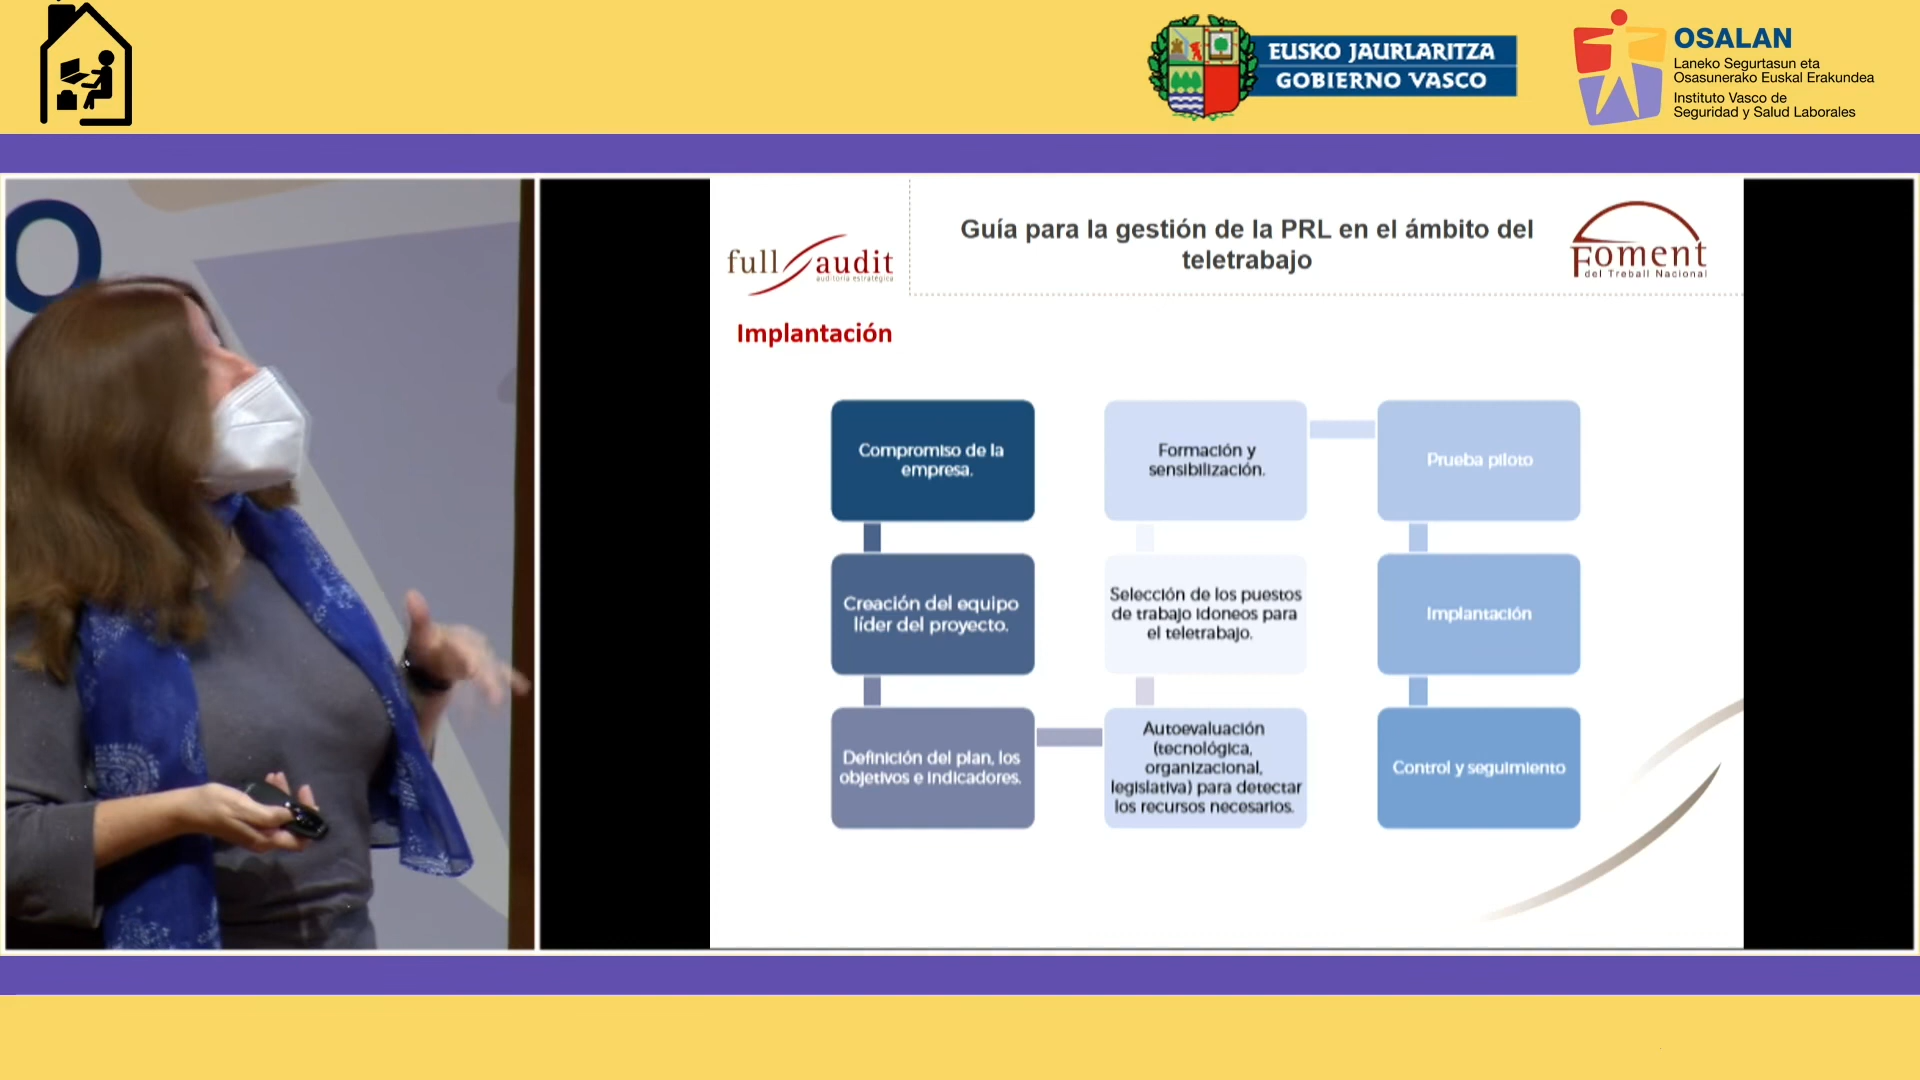 EUSKO JAURLARITZA
GOBIERNO VASCO
OSALAN
Laneko Segurtasun eta
Osasunerako Euskal Erakundea
Instituto Vasco de
Seguridad y Salud Laborales
O
full audit
auditoría estratégica
Guía para la gestión de la PRL en el ámbito del
teletrabajo
Foment
del Treball Nacional
Implantación
Compromiso de la
empresa.
Creación del equipo
líder del proyecto.
Definición del plan, los
objetivos e indicadores.
Autoevaluación
(tecnológica,
organizacional,
legislativa) para detectar
los recursos necesarios.
Selección de los puestos
de trabajo idoneos para
el teletrabajo.
Formación y
sensibilización.
Prueba piloto
Implantación
Control y seguimiento